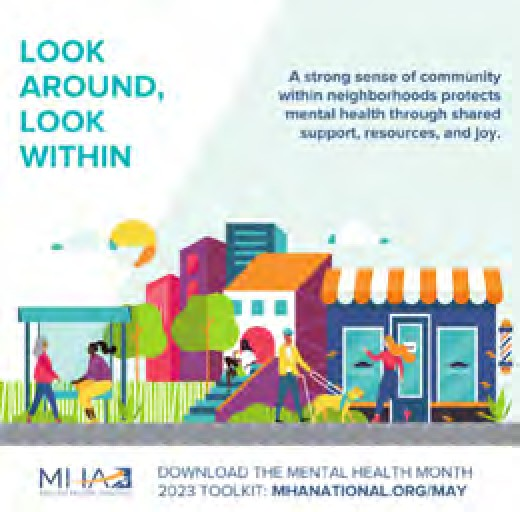 LOOK
AROUND,
LOOK
WITHIN
A strong sense of community
within neighborhoods protects
mental health through shared
support, resources, and joy.
MHA
DOWNLOAD THE MENTAL HEALTH MONTH
2023 TOOLKIT: MHANATIONAL.ORG/MAY